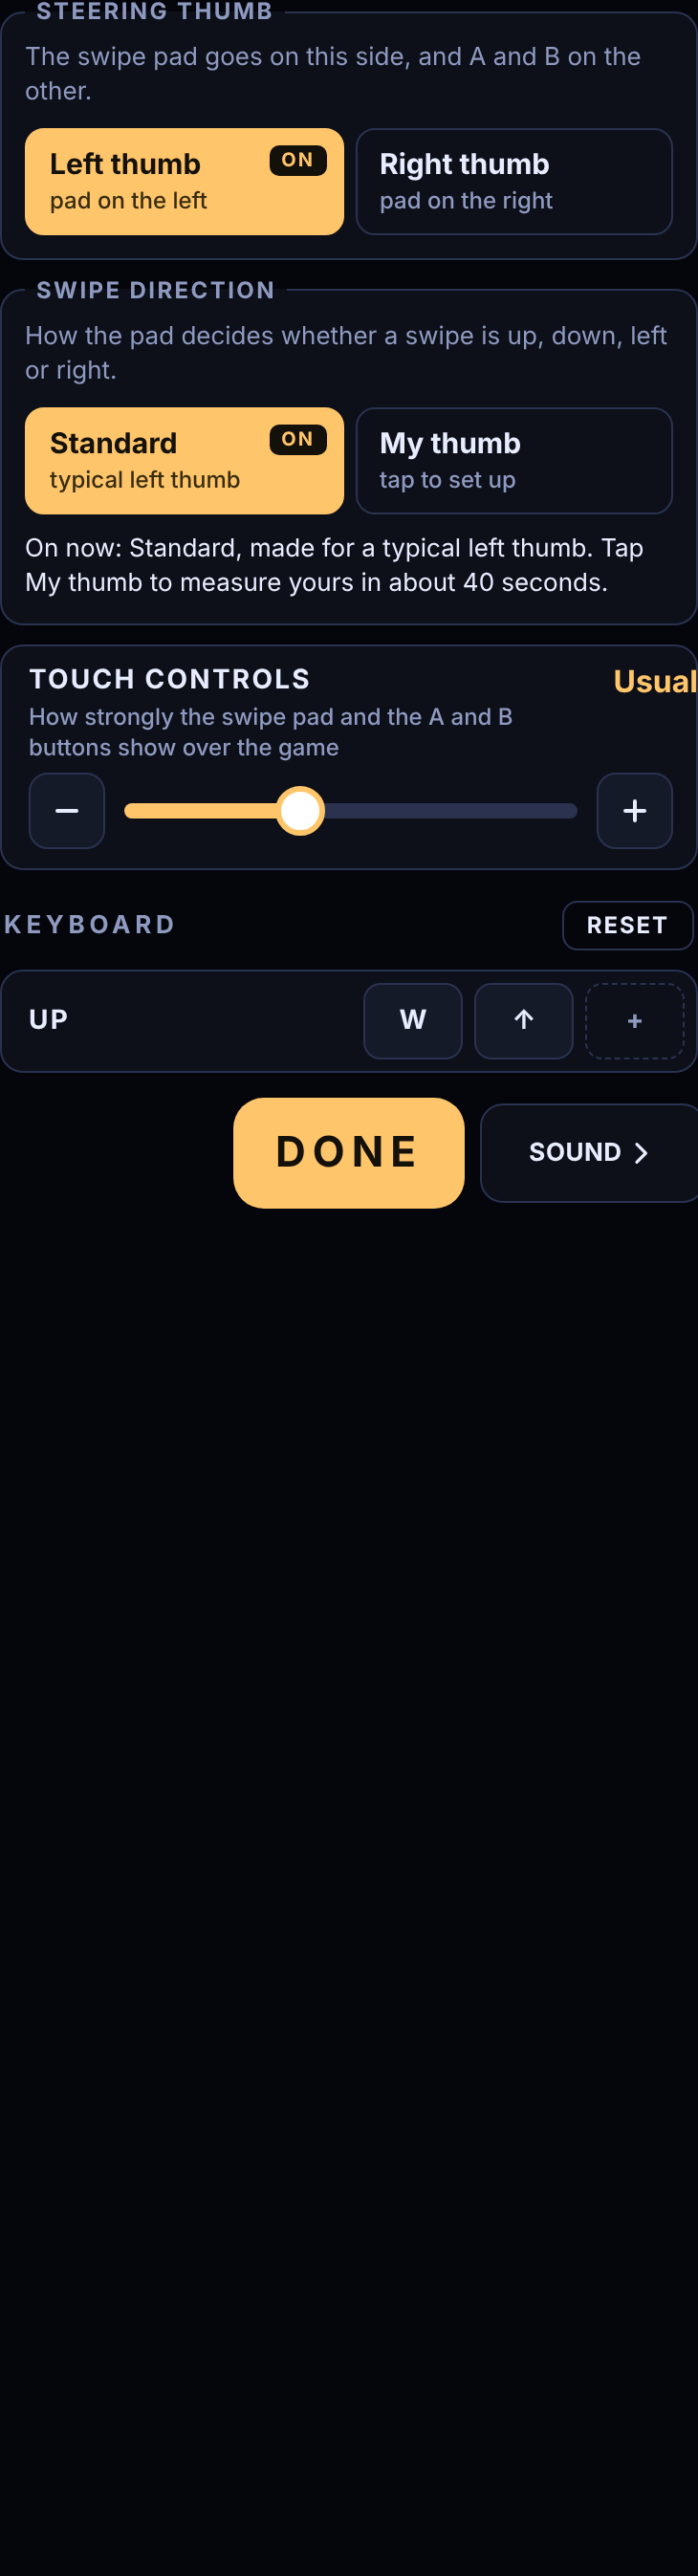 STEERING THUMB
The swipe pad goes on this side, and A and B on the
other.
Left thumb ON
pad on the left
Right thumb
pad on the right
SWIPE DIRECTION
How the pad decides whether a swipe is up, down, left
or right.
Standard ON
typical left thumb
My thumb
tap to set up
On now: Standard, made for a typical left thumb. Tap
My thumb to measure yours in about 40 seconds.
TOUCH CONTROLS
Usual
How strongly the swipe pad and the A and B
buttons show over the game
− +
KEYBOARD RESET
UP W ↑ +
DONE SOUND >